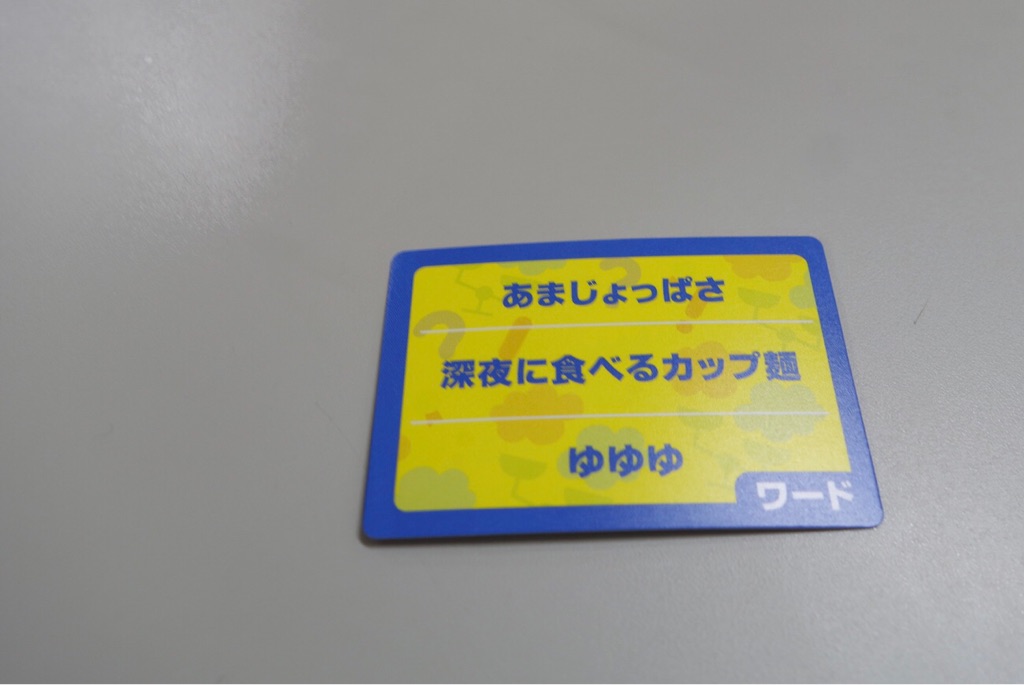 あまじょっぱさ
深夜に食べるカップ麺
ゆゆゆ
ワード